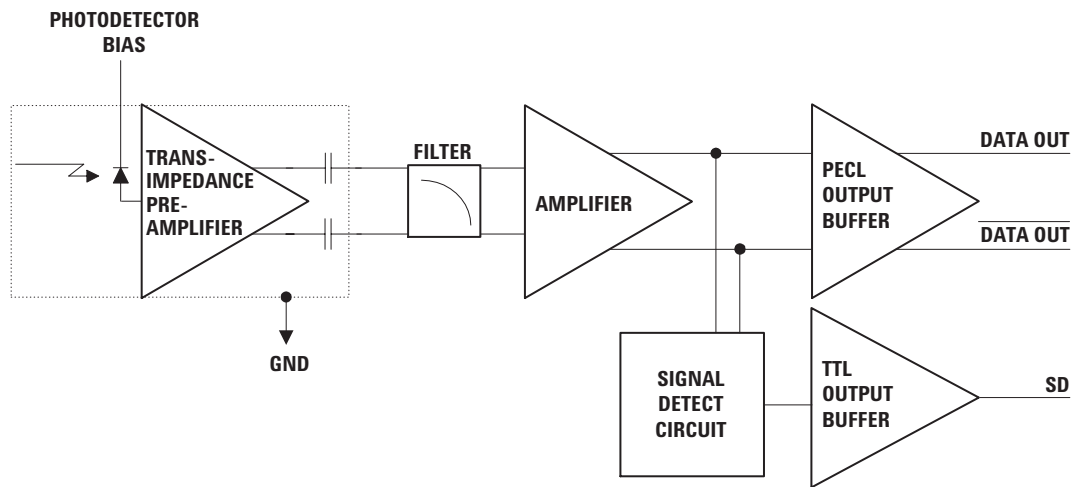 PHOTODETECTOR
BIAS
TRANS-
IMPEDANCE
PRE-
AMPLIFIER
FILTER
AMPLIFIER
PECL
OUTPUT
BUFFER
DATA OUT
DATA OUT
GND
SIGNAL
DETECT
CIRCUIT
TTL
OUTPUT
BUFFER
SD